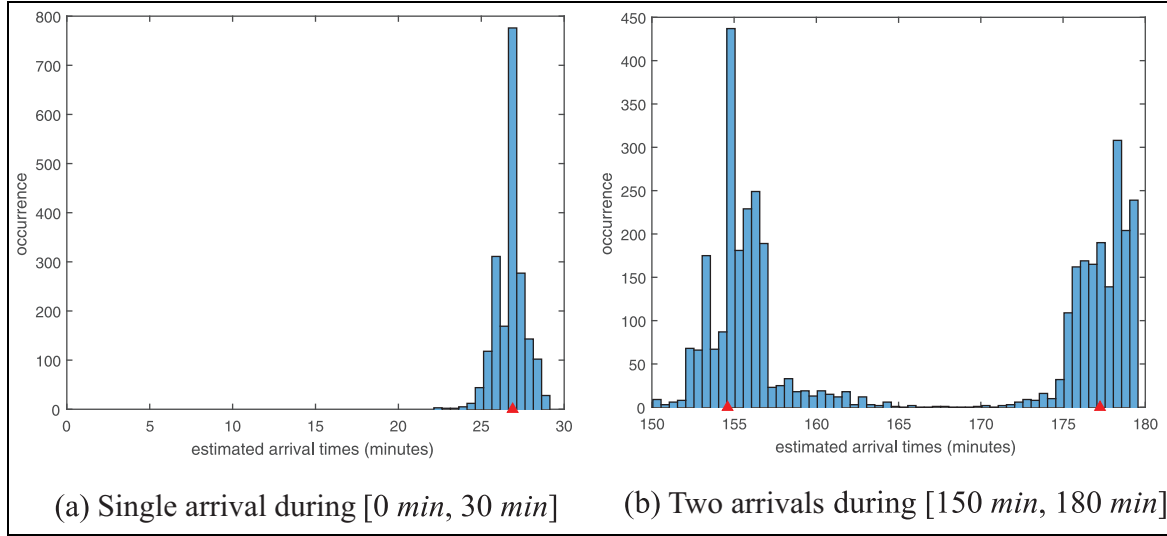 800
700
600
500
400
300
200
100
0
occurrence
0 5 10 15 20 25 30
estimated arrival times (minutes)
(a) Single arrival during [0 min, 30 min]
450
400
350
300
250
200
150
100
50
0
occurrence
150 155 160 165 170 175 180
estimated arrival times (minutes)
(b) Two arrivals during [150 min, 180 min]